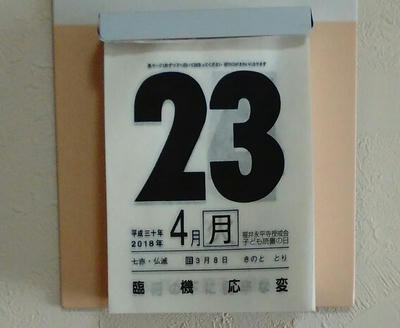 23
平成三十年
2018年
4月 月
福井永平寺授戒会
子ども読書の日
七赤・仏滅 旧3月8日 きのと とり
臨機応変